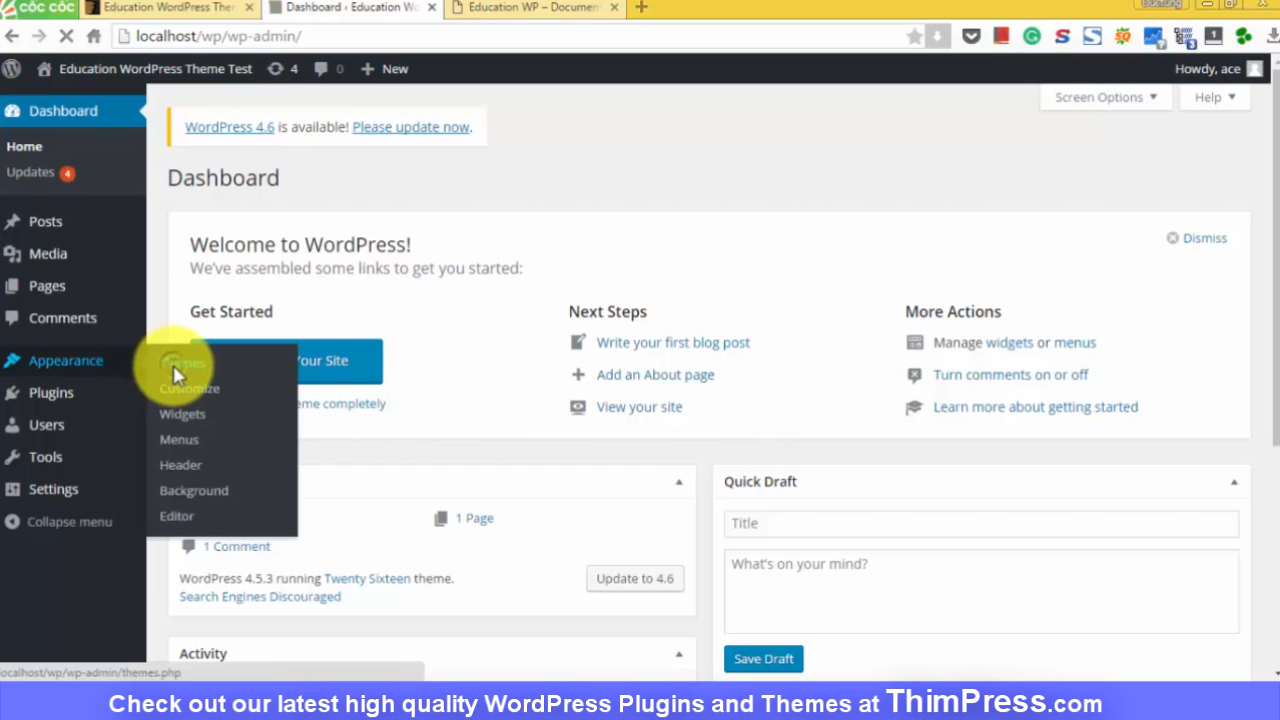 cốc cốc
Education WordPress Them
Dashboard ‹ Education Wo
Education WP – Documen
localhost/wp/wp-admin/
Education WordPress Theme Test
4
0
New
Howdy, ace
Dashboard
Home
Updates 4
Posts
Media
Pages
Comments
Appearance
Plugins
Users
Tools
Settings
Collapse menu
Themes
Customize
Widgets
Menus
Header
Background
Editor
Screen Options
Help
WordPress 4.6 is available! Please update now.
Dashboard
Welcome to WordPress!
We've assembled some links to get you started:
Dismiss
Get Started
Your Site
eme completely
Next Steps
Write your first blog post
Add an About page
View your site
More Actions
Manage widgets or menus
Turn comments on or off
Learn more about getting started
1 Page
1 Comment
WordPress 4.5.3 running Twenty Sixteen theme.
Update to 4.6
Search Engines Discouraged
Activity
Quick Draft
Title
What's on your mind?
Save Draft
localhost/wp/wp-admin/themes.php
Check out our latest high quality WordPress Plugins and Themes at ThimPress.com